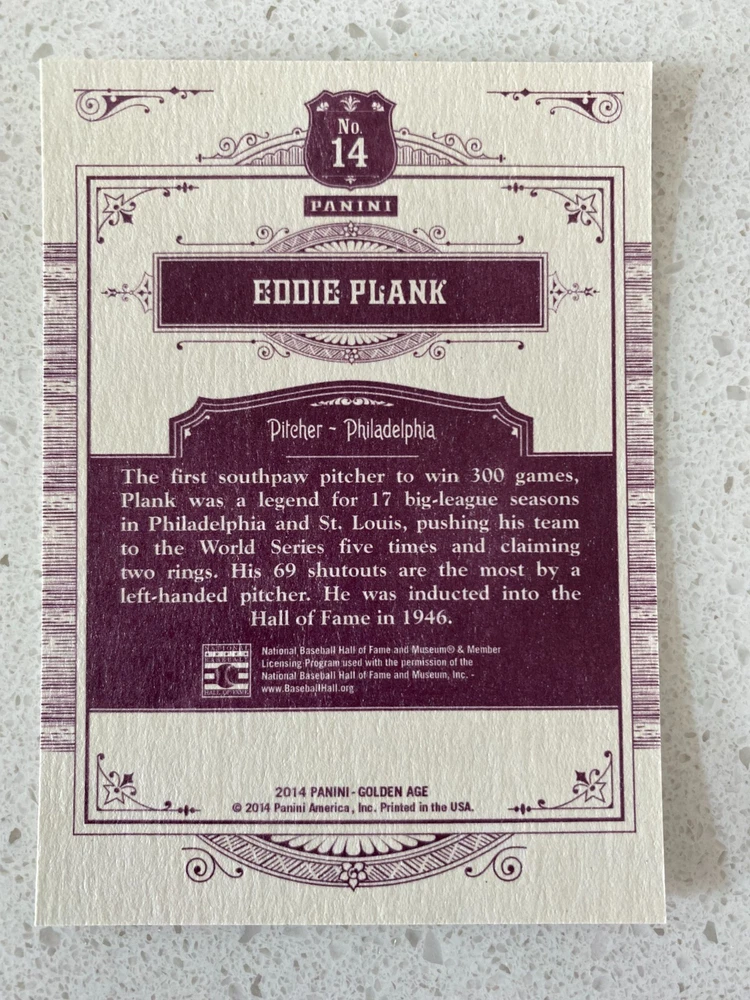 No.
14
PANINI
EDDIE PLANK
Pitcher ~ Philadelphia
The first southpaw pitcher to win 300 games,
Plank was a legend for 17 big-league seasons
in Philadelphia and St. Louis, pushing his team
to the World Series five times and claiming
two rings. His 69 shutouts are the most by a
left-handed pitcher. He was inducted into the
Hall of Fame in 1946.
NATIONAL
BASEBALL
HALL OF FAME
National Baseball Hall of Fame and Museum® & Member
Licensing Program used with the permission of the
National Baseball Hall of Fame and Museum, Inc. -
www.BaseballHall.org
2014 PANINI - GOLDEN AGE
© 2014 Panini America, Inc. Printed in the USA.